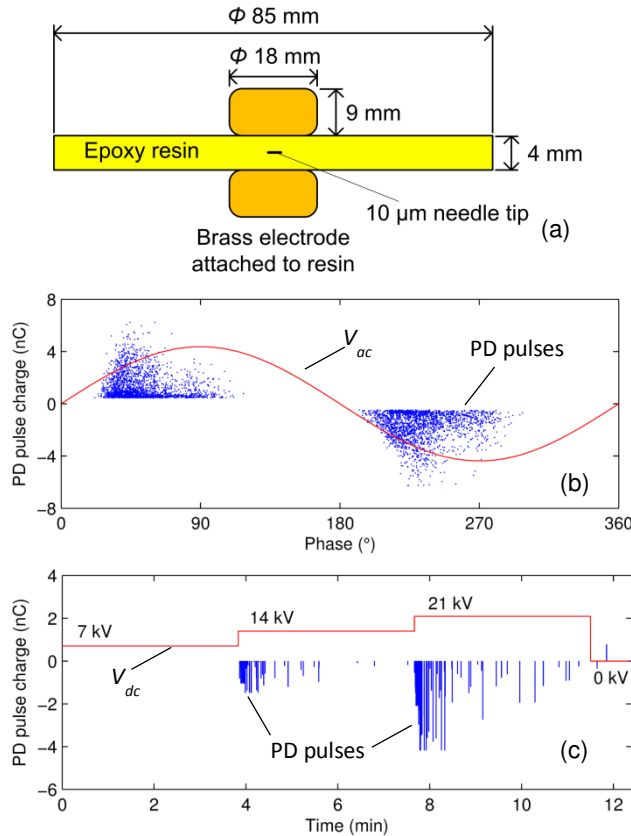 Φ 85 mm
Φ 18 mm
9 mm
Epoxy resin
4 mm
10 µm needle tip
(a)
Brass electrode
attached to resin
8
4
0
−4
−8
PD pulse charge (nC)
Vac
PD pulses
(b)
0 90 180 270 360
Phase (°)
4
2
0
−2
−4
−6
PD pulse charge (nC)
7 kV
14 kV
21 kV
0 kV
Vdc
PD pulses
(c)
0 2 4 6 8 10 12
Time (min)